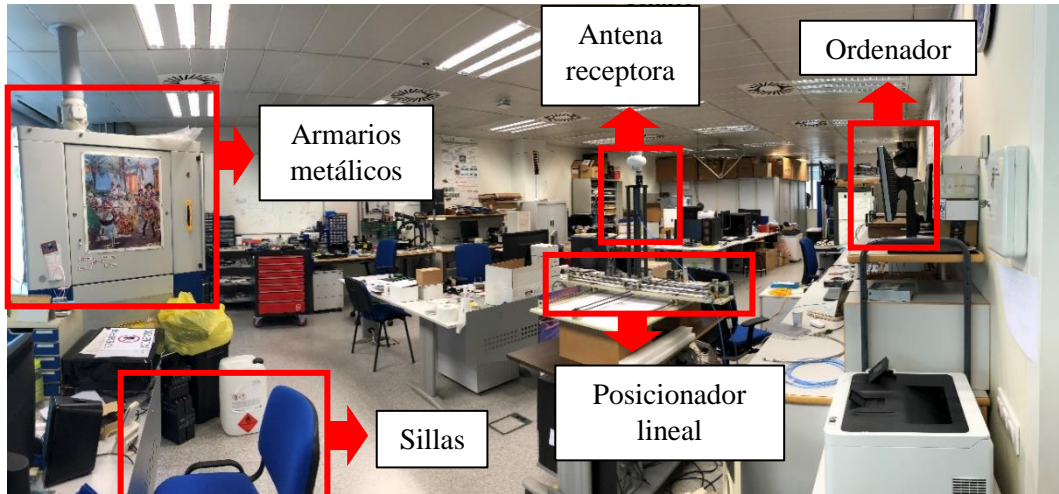 Antena
receptora
Ordenador
Armarios
metálicos
Posicionador
lineal
Sillas